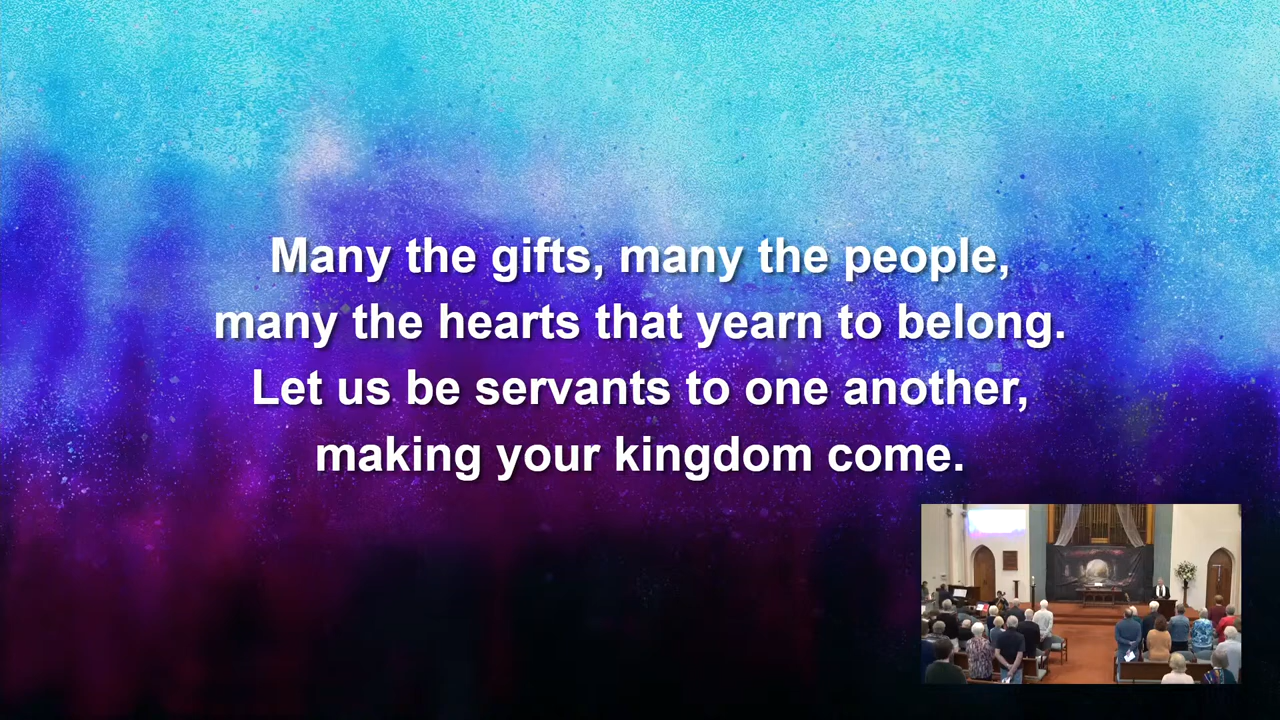 Many the gifts, many the people,
many the hearts that yearn to belong.
Let us be servants to one another,
making your kingdom come.